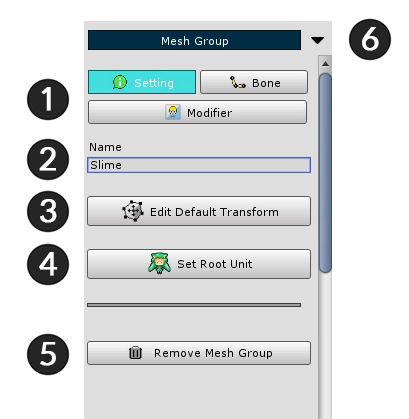 Mesh Group
6
Setting Bone
1
Modifier
Name
2
Slime
3
Edit Default Transform
4
Set Root Unit
5
Remove Mesh Group